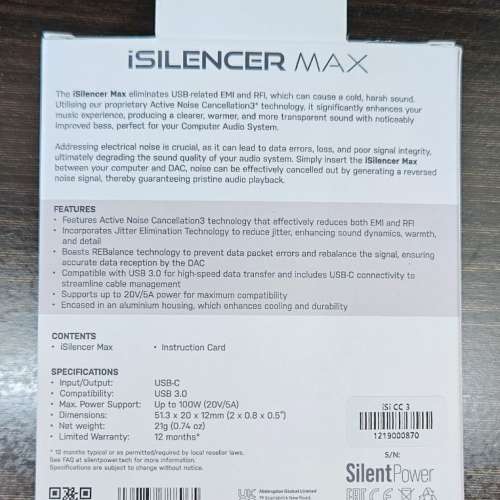 iSILENCER MAX
The iSilencer Max eliminates USB-related EMI and RFI, which can cause a cold, harsh sound.
Utilising our proprietary Active Noise Cancellation3* technology, it significantly enhances your
music experience, producing a clearer, warmer, and more transparent sound with noticeably
improved bass, perfect for your Computer Audio System.
Addressing electrical noise is crucial, as it can lead to data errors, loss, and poor signal integrity,
ultimately degrading the sound quality of your audio system. Simply insert the iSilencer Max
between your computer and DAC, noise can be effectively cancelled out by generating a reversed
noise signal, thereby guaranteeing pristine audio playback.
FEATURES
• Features Active Noise Cancellation3 technology that effectively reduces both EMI and RFI
• Incorporates Jitter Elimination Technology to reduce jitter, enhancing sound dynamics, warmth,
and detail
• Boasts REBalance technology to prevent data packet errors and rebalance the signal, ensuring
accurate data reception by the DAC
• Compatible with USB 3.0 for high-speed data transfer and includes USB-C connectivity to
streamline cable management
• Supports up to 20V/5A power for maximum compatibility
• Encased in an aluminium housing, which enhances cooling and durability
CONTENTS
• iSilencer Max • Instruction Card
SPECIFICATIONS
• Input/Output: USB-C
• Compatibility: USB 3.0
• Max. Power Support: Up to 100W (20V/5A)
• Dimensions: 51.3 x 20 x 12mm (2 x 0.8 x 0.5")
• Net weight: 21g (0.74 oz)
• Limited Warranty: 12 months*
* 12 months typical or as permitted/required by local reseller laws.
See FAQ at silentpower.tech for more information.
Specifications are subject to change without notice.
iSi CC 3
1219000870
S/N:
SilentPower
UK
CA
Abbingdon Global Limited
EAC
FC
CE